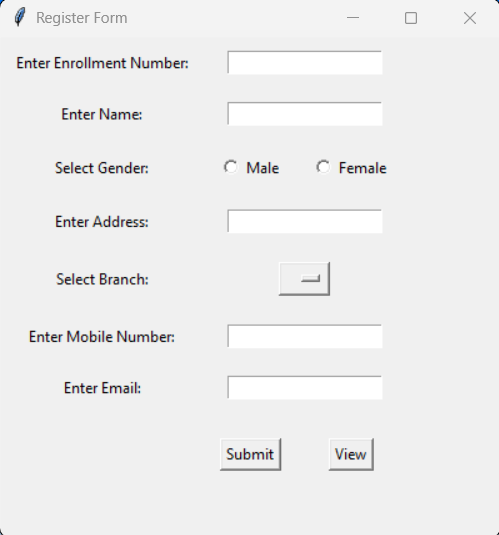 Register Form
Enter Enrollment Number:
Enter Name:
Select Gender: Male Female
Enter Address:
Select Branch:
Enter Mobile Number:
Enter Email:
Submit View